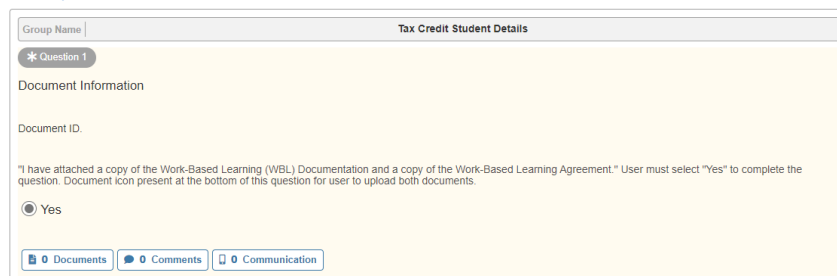 Group Name
Tax Credit Student Details
* Question 1
Document Information
Document ID.
"I have attached a copy of the Work-Based Learning (WBL) Documentation and a copy of the Work-Based Learning Agreement." User must select "Yes" to complete the
question. Document icon present at the bottom of this question for user to upload both documents.
Yes
0 Documents
0 Comments
0 Communication